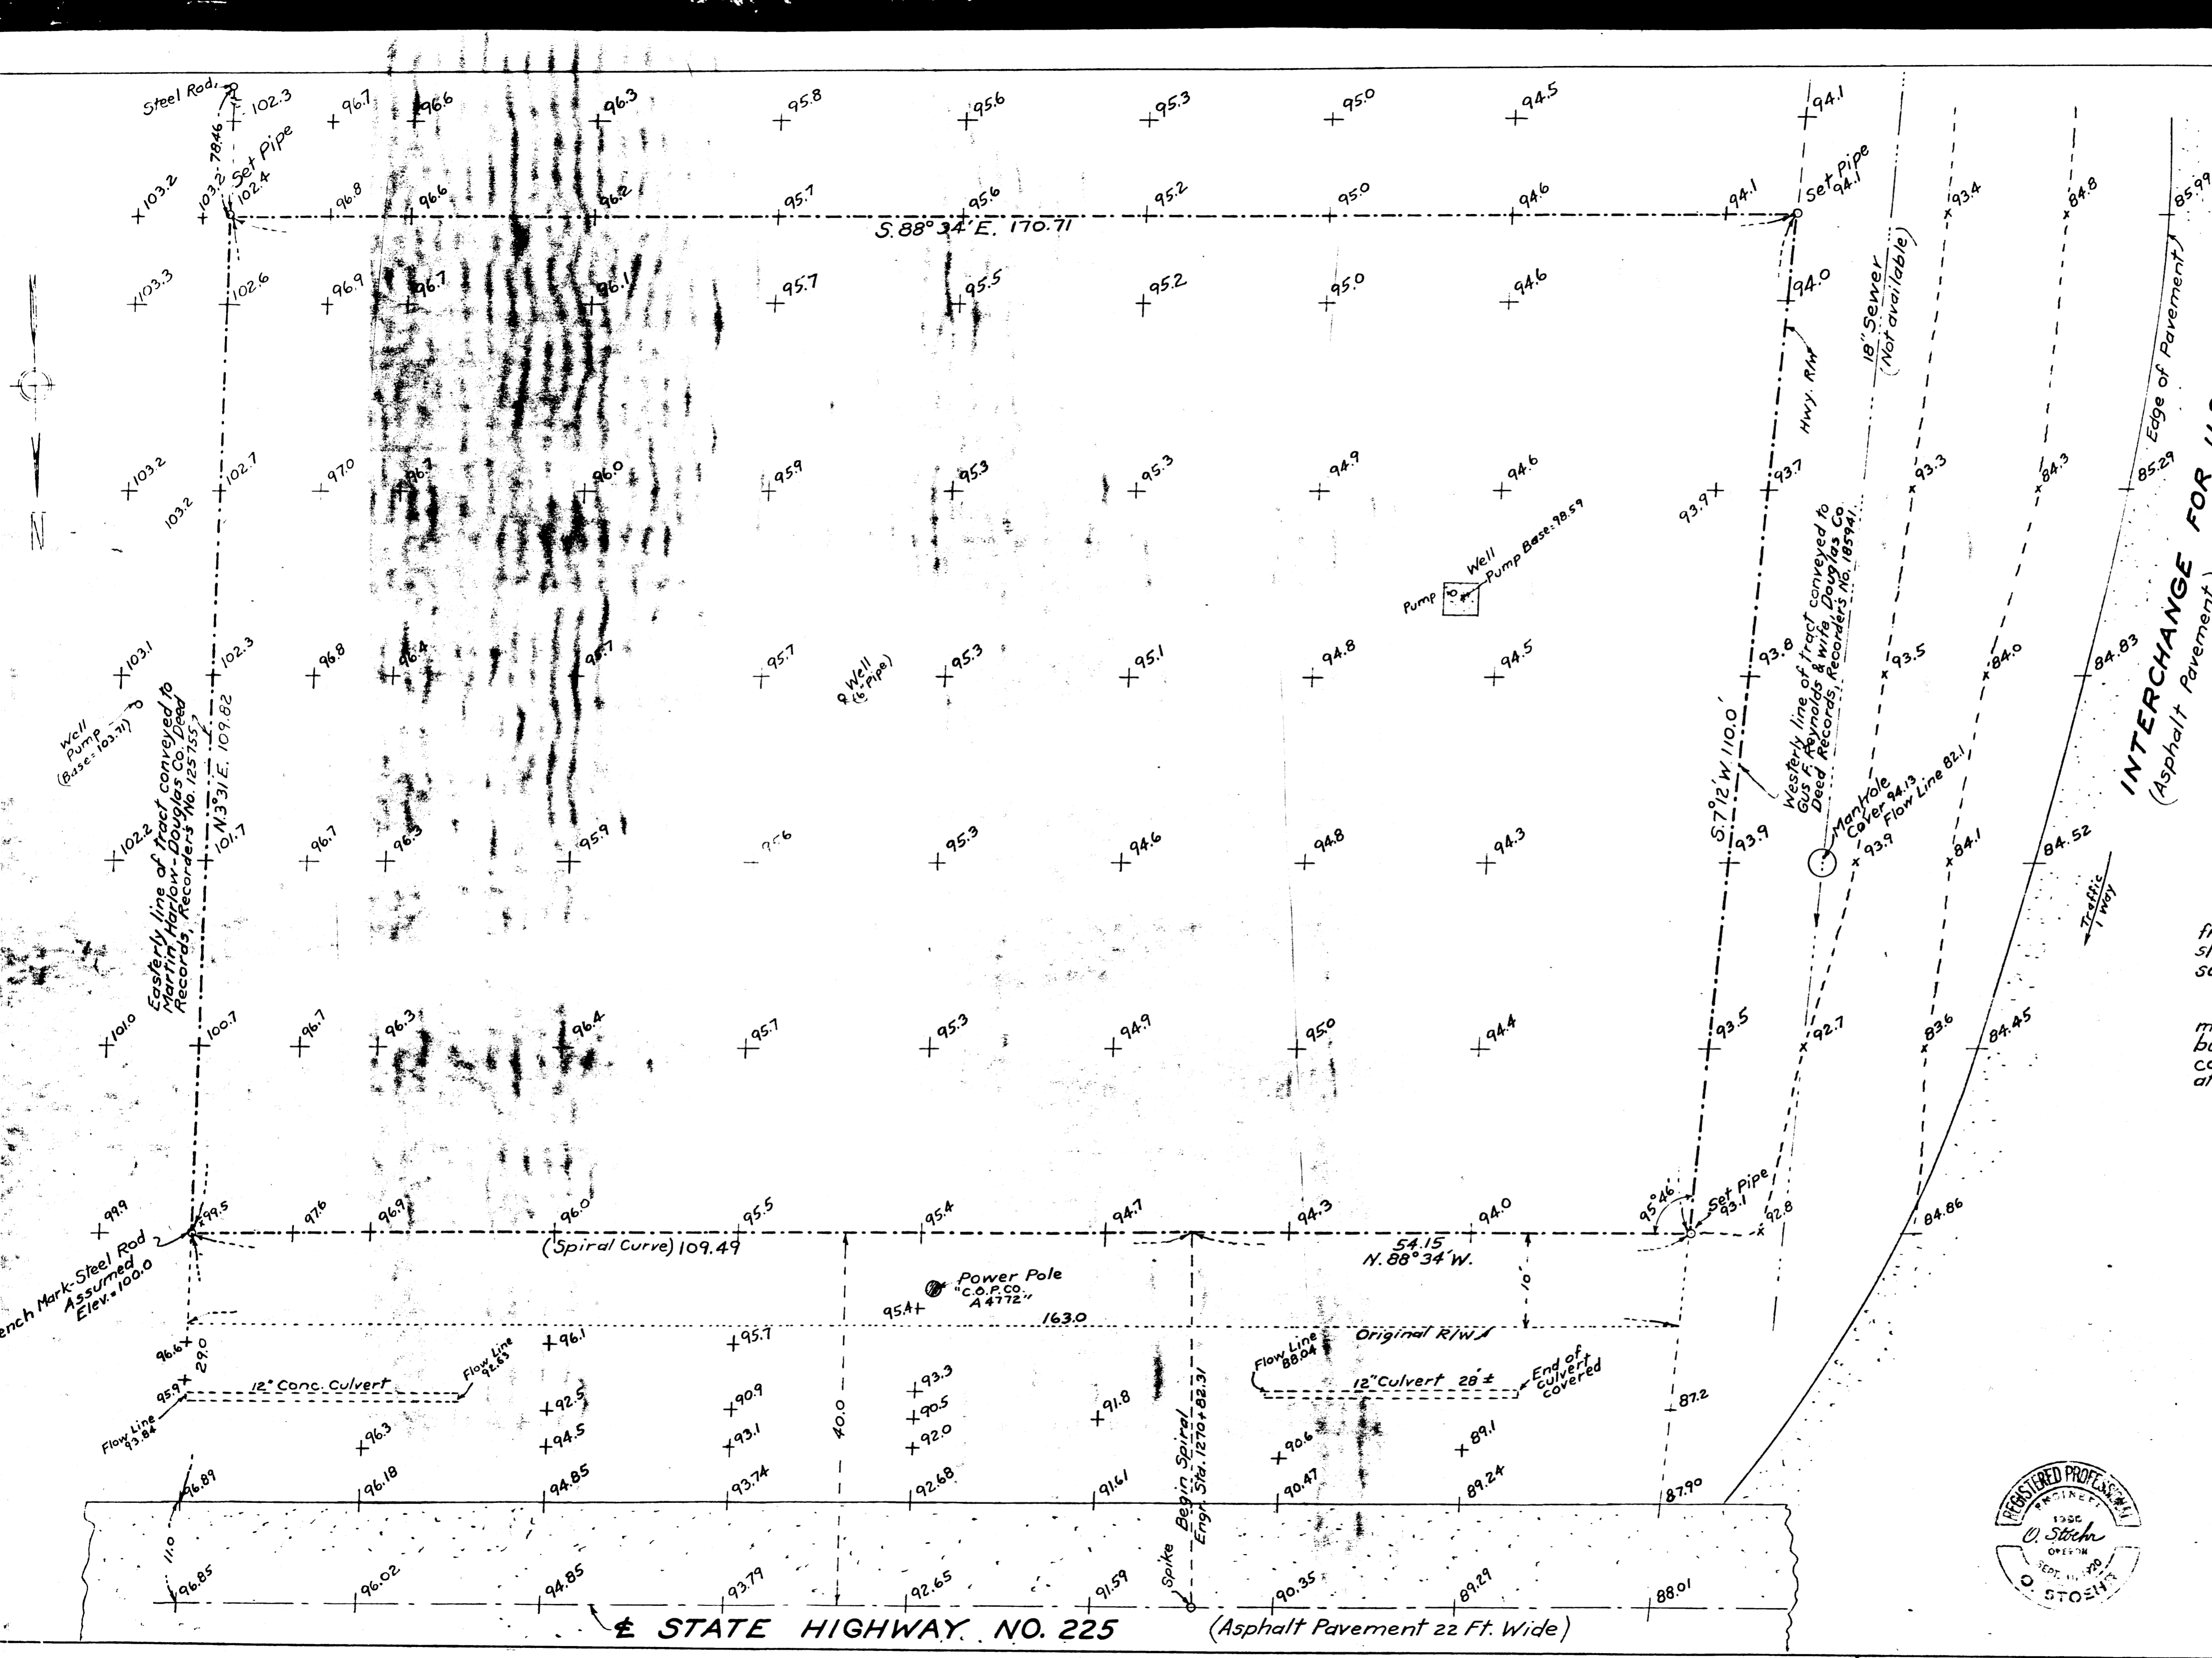 Steel Rod
102.3
96.7
96.6
96.3
95.8
95.6
95.3
95.0
94.5
94.1
78.46
Set Pipe
103.2
103.2
102.4
96.8
96.6
96.2
95.7
95.6
95.2
95.0
94.6
94.1
Set Pipe
94.1
93.4
84.8
85.99
S. 88° 34' E. 170.71
103.3
102.6
96.9
96.7
96.1
95.7
95.5
95.2
95.0
94.6
94.0
18" Sewer
(Not available)
Edge of Pavement
Hwy. R/W
N
103.2
102.7
97.0
96.7
96.0
95.9
95.3
95.3
94.9
94.6
93.9
93.7
93.3
84.3
85.29
103.2
Well
Pump
Pump Base=98.59
INTERCHANGE FOR
(Asphalt Pavement)
103.1
102.3
96.8
96.4
95.7
95.7
95.3
95.1
94.8
94.5
93.8
93.5
84.0
84.83
Well
(6" Pipe)
Well
Pump
(Base=103.71)
Easterly line of tract conveyed to
Martin Harlow-Douglas Co. Deed
Records, Recorders No. 125755
N. 3° 31' E. 109.82
S. 7° 12' W. 110.0'
Westerly line of tract conveyed to
Gus F. Reynolds & wife, Douglas Co.
Deed Records, Recorders No. 185941
Manhole
Cover 94.13
Flow Line 82.1
102.2
101.7
96.7
96.3
95.9
95.3
94.6
94.8
94.3
93.9
93.9
84.1
84.52
Traffic
1 Way
101.0
100.7
96.7
96.3
96.4
95.7
95.3
94.9
95.0
94.4
93.5
92.7
83.6
84.45
99.9
99.5
97.6
96.9
96.0
95.5
95.4
94.7
94.3
94.0
95° 46'
Set Pipe
93.1
92.8
84.86
(Spiral Curve) 109.49
54.15
N. 88° 34' W.
Mark-Steel Rod
Assumed
Elev.=100.0
Power Pole
"C.O.P.CO.
A4772"
95.4
163.0
10'
Original R/W
96.6
29.0
96.1
95.7
Flow Line
92.63
Flow Line
88.04
12" Conc. Culvert
12" Culvert 28' ±
End of
culvert
covered
95.9
Flow Line
93.84
92.5
90.9
93.3
90.5
91.8
87.2
96.3
94.5
93.1
92.0
90.6
89.1
40.0
Begin Spiral
Engr. Sta. 1270+82.31
96.89
96.18
94.85
93.74
92.68
91.61
90.47
89.24
87.90
11.0
96.85
96.02
94.85
93.79
92.65
91.59
Spike
90.35
89.29
88.01
℄ STATE HIGHWAY NO. 225
(Asphalt Pavement 22 Ft. Wide)
REGISTERED PROFESSIONAL
ENGINEER
O. Stoehr
OREGON
O. STOEHR